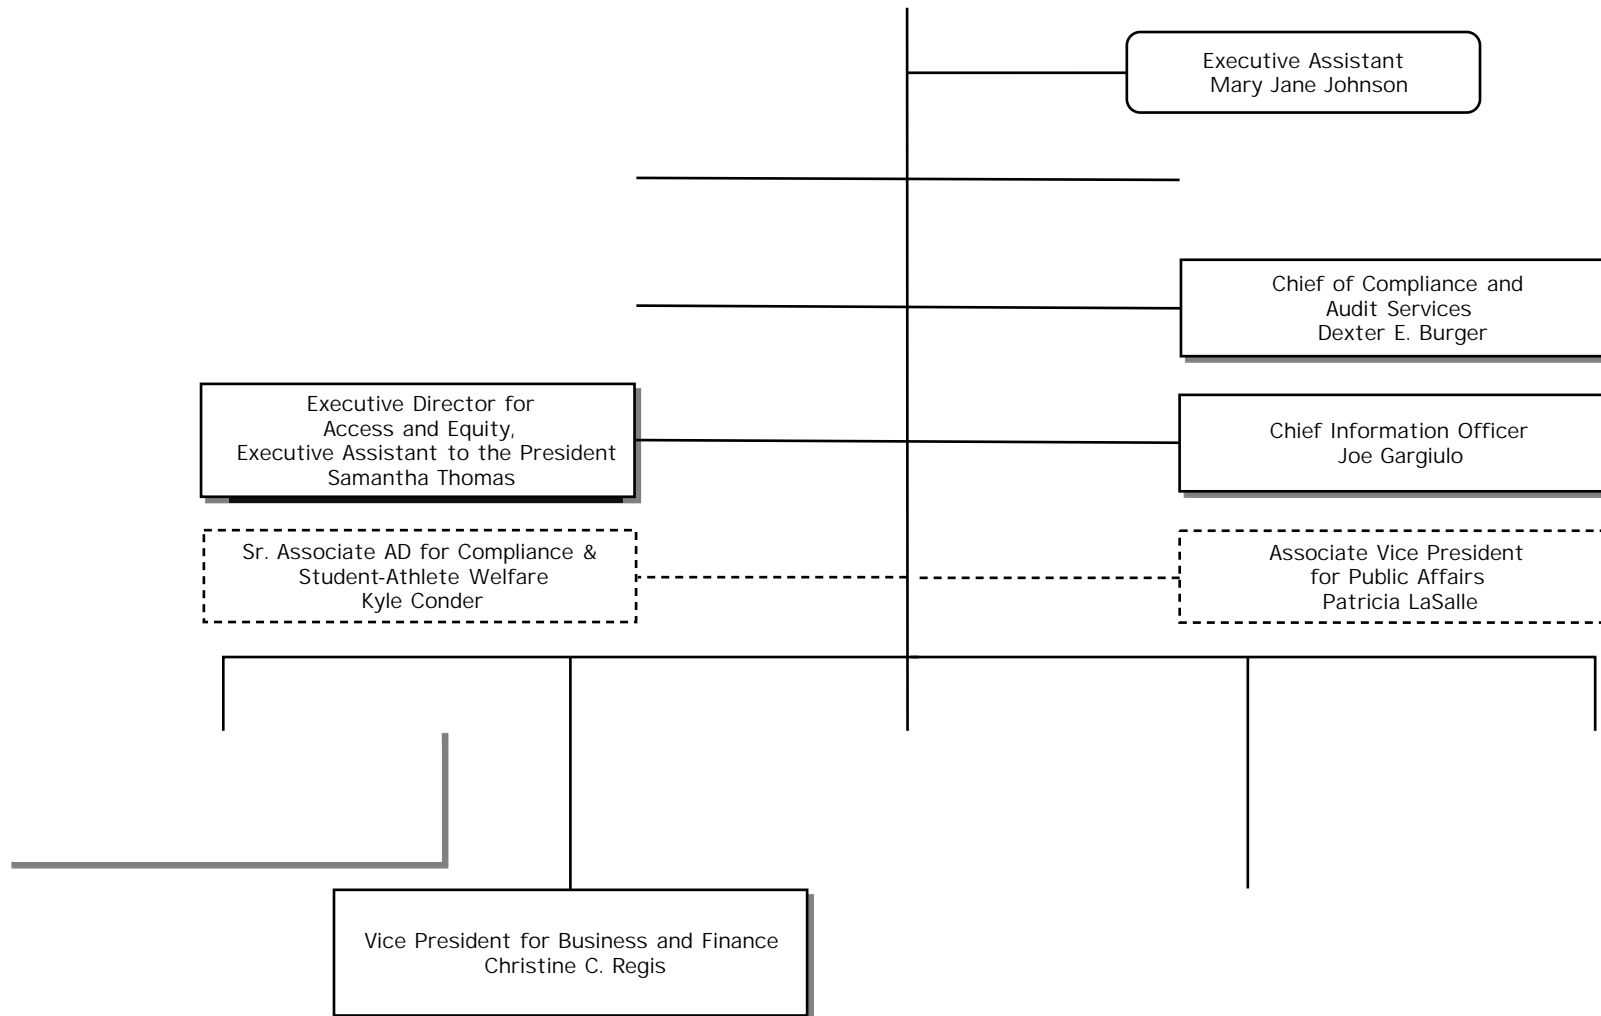 Executive Assistant
Mary Jane Johnson
Chief of Compliance and
Audit Services
Dexter E. Burger
Executive Director for
Access and Equity,
Executive Assistant to the President
Samantha Thomas
Chief Information Officer
Joe Gargiulo
Sr. Associate AD for Compliance &
Student-Athlete Welfare
Kyle Conder
Associate Vice President
for Public Affairs
Patricia LaSalle
Vice President for Business and Finance
Christine C. Regis